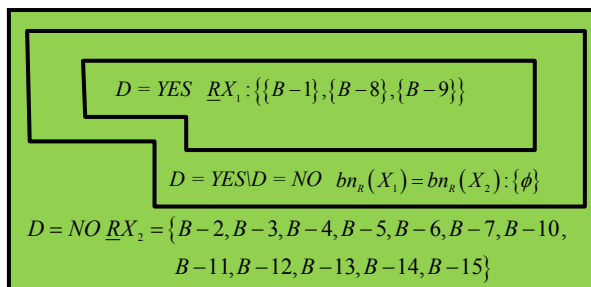 D = YES R̲X₁:{{B−1},{B−8},{B−9}}
D = YES\D = NO bn_R(X₁) = bn_R(X₂):{ϕ}
D = NO R̲X₂ = {B−2, B−3, B−4, B−5, B−6, B−7, B−10,
B−11, B−12, B−13, B−14, B−15}